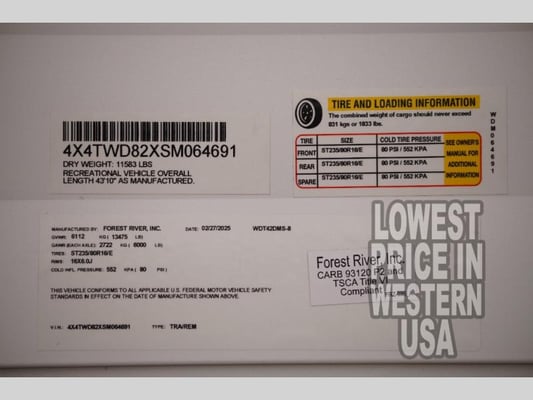 4X4TWD82XSM064691
DRY WEIGHT: 11583 LBS
RECREATIONAL VEHICLE OVERALL
LENGTH 43'10" AS MANUFACTURED.
TIRE AND LOADING INFORMATION
The combined weight of cargo should never exceed
831 kgs or 1833 lbs.
TIRE SIZE COLD TIRE PRESSURE
FRONT ST235/80R16/E 80 PSI / 552 KPA
REAR ST235/80R16/E 80 PSI / 552 KPA
SPARE ST235/80R16/E 80 PSI / 552 KPA
SEE OWNER'S
MANUAL FOR
ADDITIONAL
INFORMATION
WDM064691
MANUFACTURED BY: FOREST RIVER, INC. DATE: 02/27/2025 WDT42DMS-8
GVWR: 6112 KG ( 13475 LB)
GAWR (EACH AXLE): 2722 KG ( 6000 LB)
TIRES: ST235/80R16/E
RIMS: 16X6.0J
COLD INFL. PRESSURE: 552 KPA ( 80 PSI )
THIS VEHICLE CONFORMS TO ALL APPLICABLE U.S. FEDERAL MOTOR VEHICLE SAFETY
STANDARDS IN EFFECT ON THE DATE OF MANUFACTURE SHOWN ABOVE.
V.I.N.: 4X4TWD82XSM064691 TYPE: TRA/REM
Forest River, Inc.
CARB 93120 P2 and
TSCA Title VI
Compliant
LOWEST
PRICE IN
WESTERN
USA